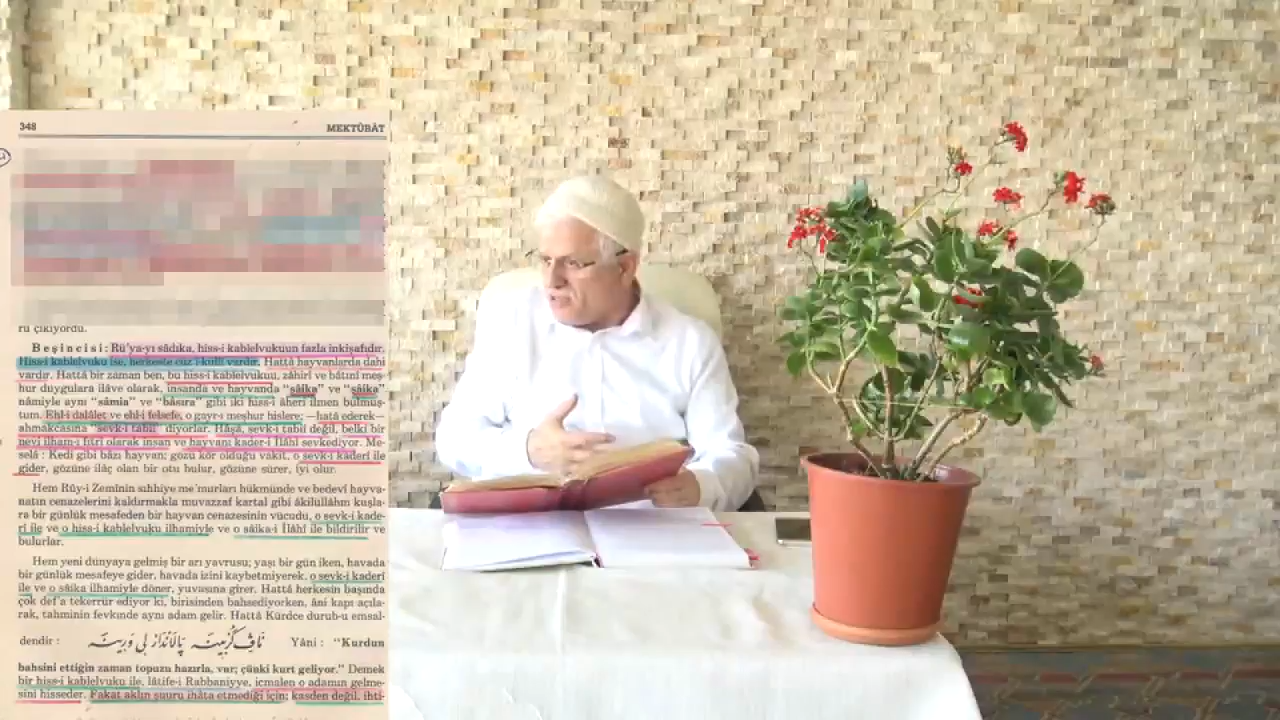 348 MEKTÛBÂT
rü çıkıyordu.
Beşincisi: Rü'ya-yı sâdıka, hiss-i kablelvukuun fazla inkişafıdır.
Hiss-i kablelvuku ise, herkeste cüz'î-küllî vardır. Hattâ hayvanlarda dahi
vardır. Hattâ bir zaman ben, bu hiss-i kablelvukuu, zâhirî ve bâtınî meş-
hur duygulara ilâve olarak, insanda ve hayvanda "sâika" ve "şâika"
nâmiyle aynı "sâmia" ve "bâsıra" gibi iki hiss-i âheri ilmen bulmuş-
tum. Ehl-i dalâlet ve ehl-i felsefe, o gayr-ı meşhur hislere; —hatâ ederek—
ahmakcasına "sevk-i tabiî" diyorlar. Hâşâ, sevk-i tabiî değil, belki bir
nevi ilham-ı fıtrî olarak insan ve hayvanı kader-i İlâhî sevkediyor. Me-
selâ: Kedi gibi bâzı hayvan; gözü kör olduğu vakit, o sevk-i kaderî ile
gider, gözüne ilâç olan bir otu bulur, gözüne sürer, iyi olur.
Hem Rûy-i Zeminin sıhhiye me'murları hükmünde ve bedevî hayva-
natın cenazelerini kaldırmakla muvazzaf kartal gibi âkilüllâhm kuşla-
ra bir günlük mesafeden bir hayvan cenazesinin vücudu, o sevk-i kade-
rî ile ve o hiss-i kablelvuku ilhamiyle ve o sâika-i İlâhî ile bildirilir ve
bulurlar.
Hem yeni dünyaya gelmiş bir arı yavrusu; yaşı bir gün iken, havada
bir günlük mesafeye gider, havada izini kaybetmiyerek, o sevk-i kaderî
ile ve o sâika ilhamiyle döner, yuvasına girer. Hattâ herkesin başında
çok def'a tekerrür ediyor ki, birisinden bahsediyorken, âni kapı açıla-
rak, tahminin fevkinde aynı adam gelir. Hattâ Kürdce durub-u emsal-
dendir: Yâni: "Kurdun
bahsini ettiğin zaman topuzu hazırla, vur; çünki kurt geliyor." Demek
bir hiss-i kablelvuku ile, lâtife-i Rabbaniyye, icmalen o adamın gelme-
sini hisseder. Fakat aklın şuuru ihâta etmediği için; kasden değil, ihti-